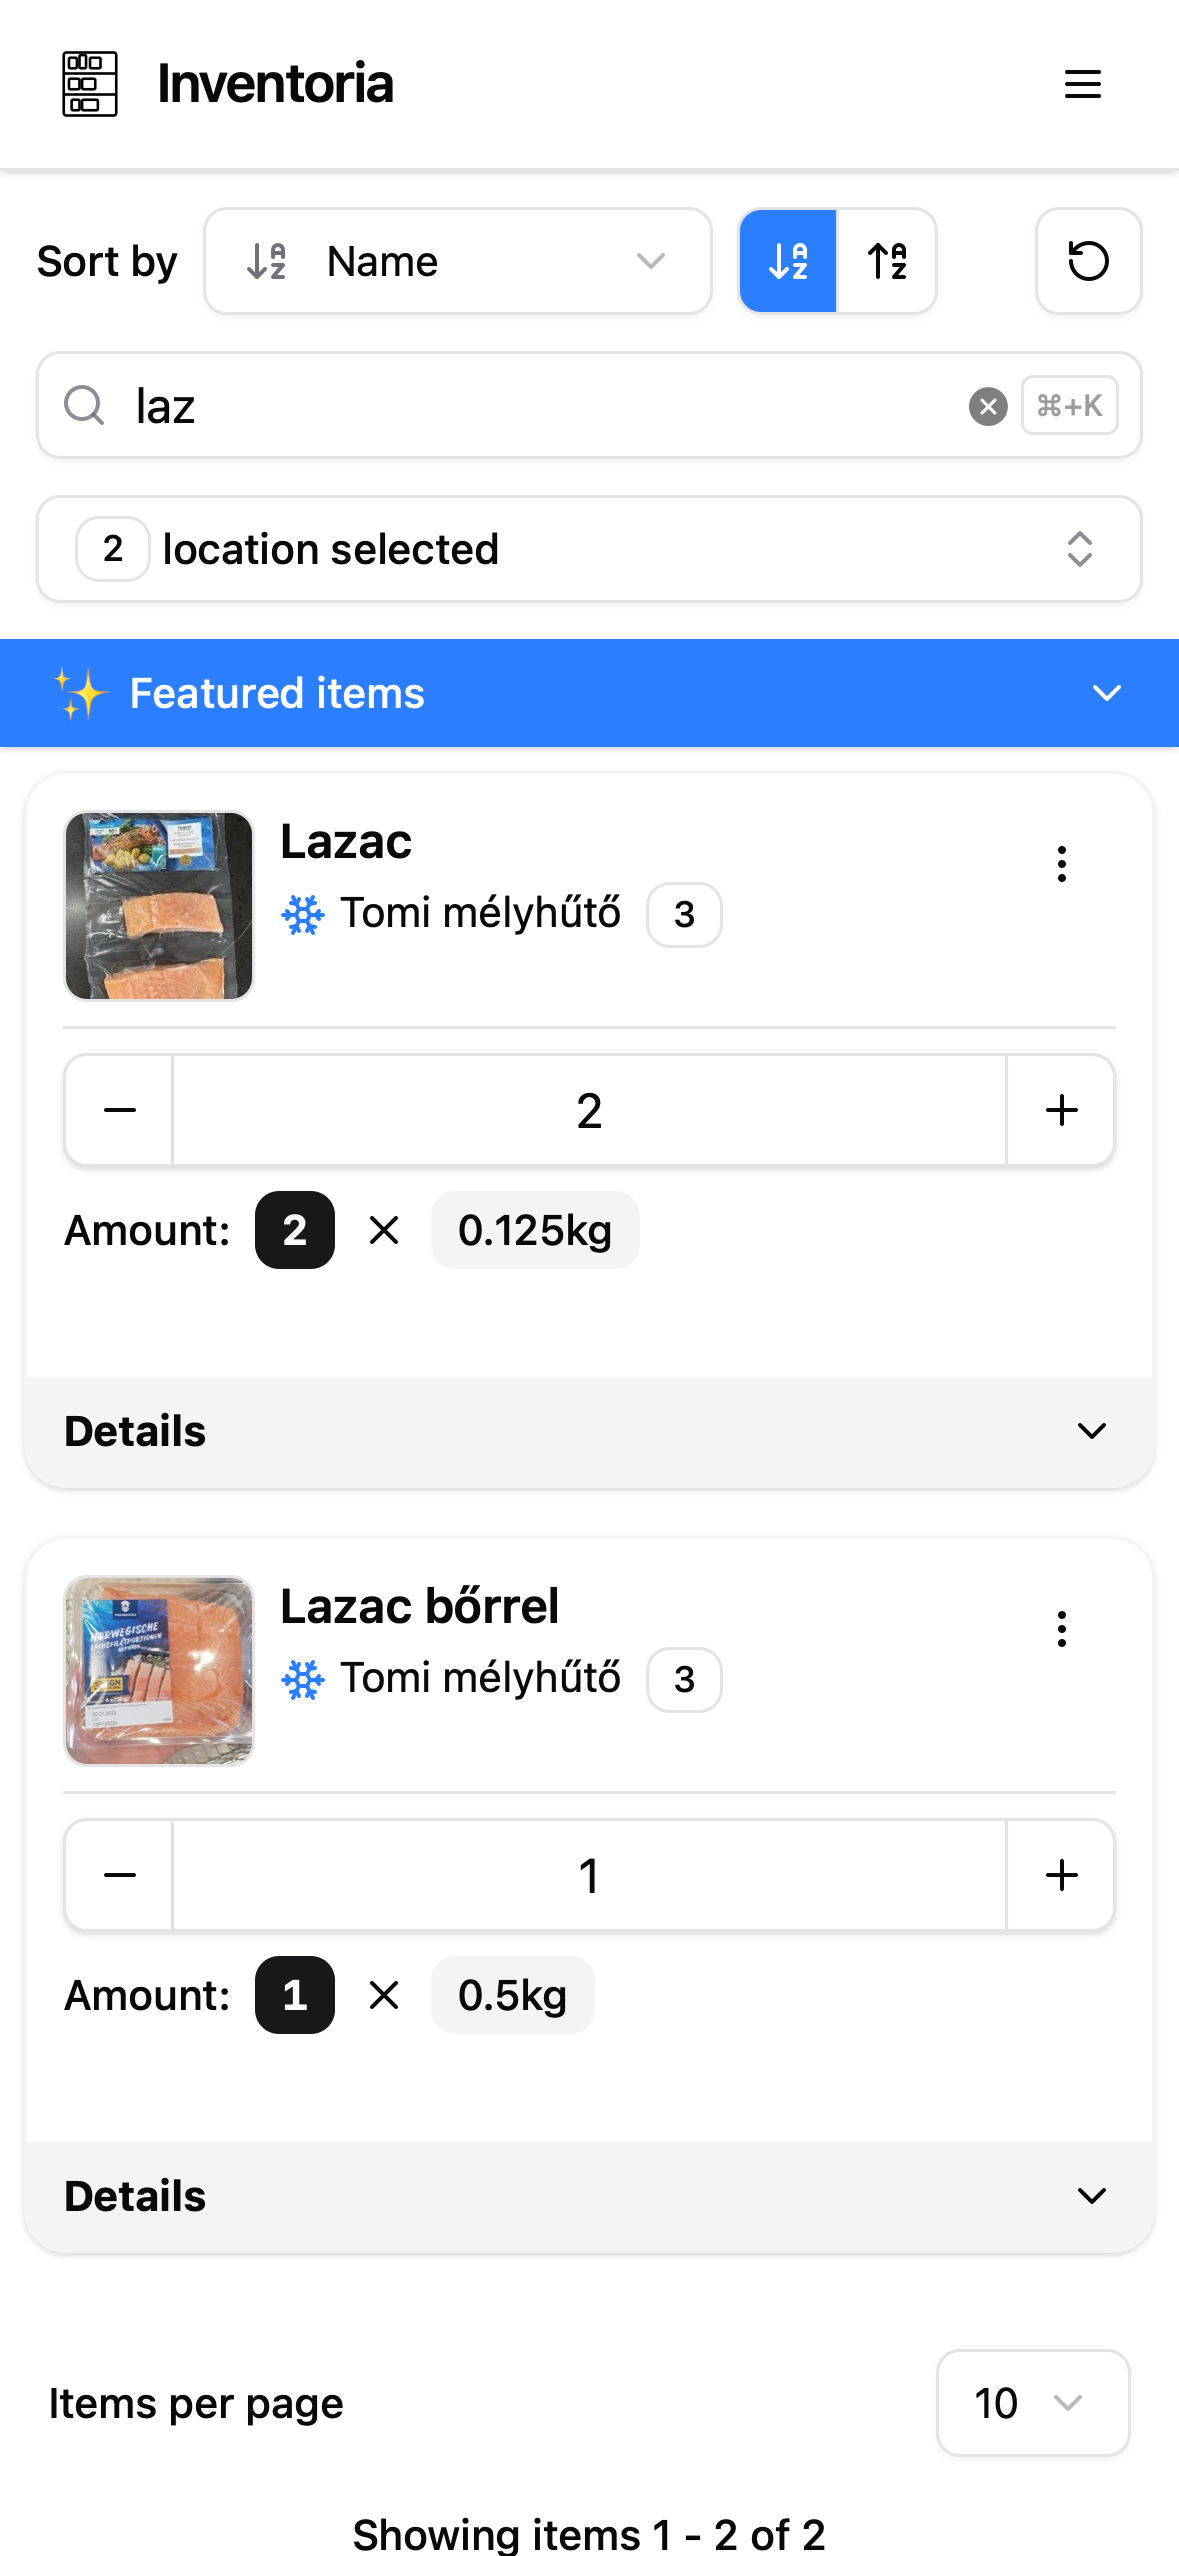 Inventoria
Sort by
Name
laz
⌘+K
2 location selected
✨ Featured items
Lazac
Tomi mélyhűtő 3
2
Amount: 2 × 0.125kg
Details
NORWEGISCHE
Lazac bőrrel
Tomi mélyhűtő 3
1
Amount: 1 × 0.5kg
Details
Items per page
10
Showing items 1 - 2 of 2